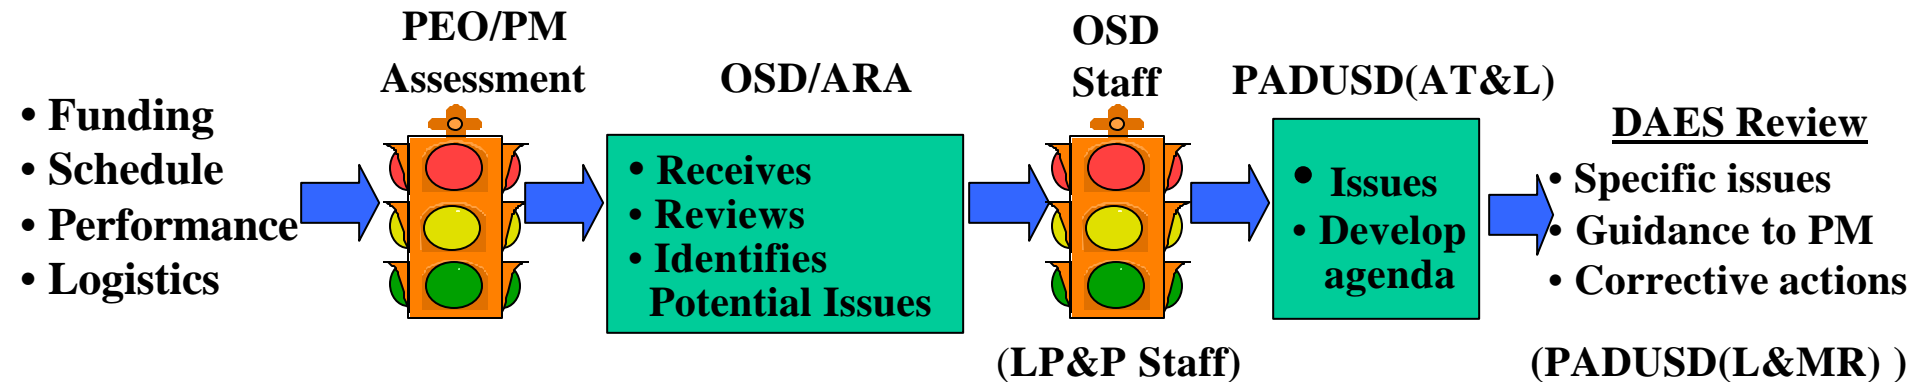 • Funding
• Schedule
• Performance
• Logistics
PEO/PM
Assessment
OSD/ARA
• Receives
• Reviews
• Identifies
Potential Issues
OSD
Staff
(LP&P Staff)
PADUSD(AT&L)
• Issues
• Develop
agenda
DAES Review
• Specific issues
• Guidance to PM
• Corrective actions
(PADUSD(L&MR) )